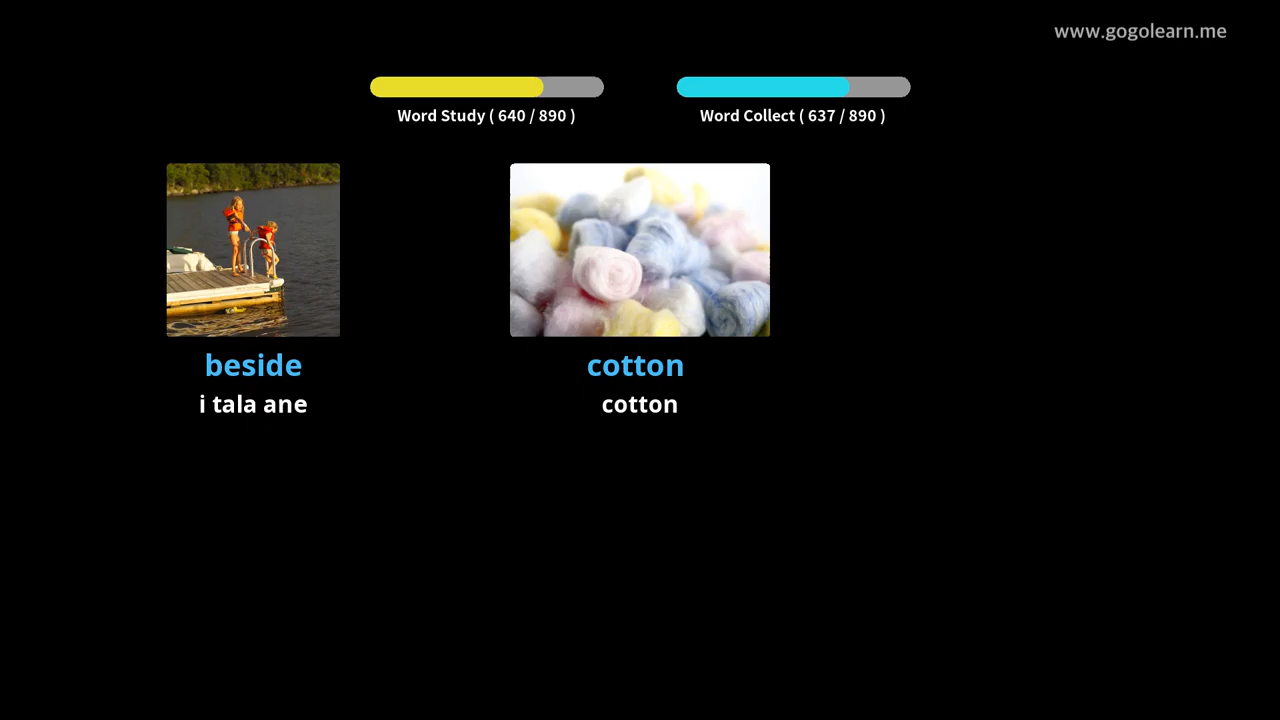 www.gogolearn.me
Word Study ( 640 / 890 )
Word Collect ( 637 / 890 )
beside
i tala ane
cotton
cotton